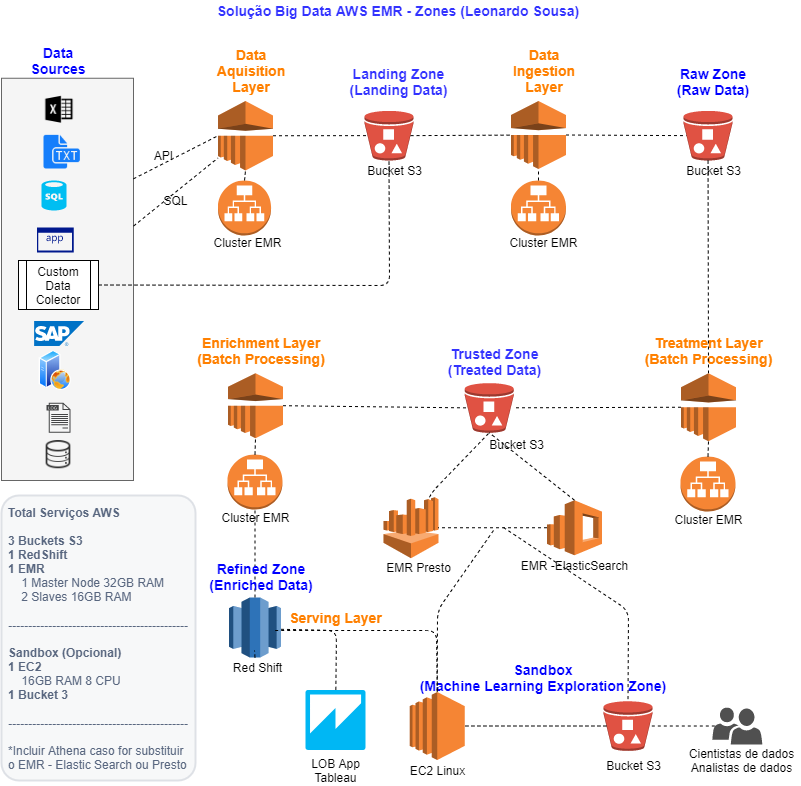 Solução Big Data AWS EMR - Zones (Leonardo Sousa)
Data
Sources
X
TXT
SQL
app
Custom
Data
Colector
SAP
LOG
API
SQL
Data
Aquisition
Layer
Cluster EMR
Landing Zone
(Landing Data)
Bucket S3
Data
Ingestion
Layer
Cluster EMR
Raw Zone
(Raw Data)
Bucket S3
Enrichment Layer
(Batch Processing)
Cluster EMR
Trusted Zone
(Treated Data)
Bucket S3
Treatment Layer
(Batch Processing)
Cluster EMR
EMR Presto
EMR -ElasticSearch
Refined Zone
(Enriched Data)
Red Shift
Serving Layer
LOB App
Tableau
EC2 Linux
Sandbox
(Machine Learning Exploration Zone)
Bucket S3
Cientistas de dados
Analistas de dados
Total Serviços AWS
3 Buckets S3
1 RedShift
1 EMR
1 Master Node 32GB RAM
2 Slaves 16GB RAM
Sandbox (Opcional)
1 EC2
16GB RAM 8 CPU
1 Bucket 3
*Incluir Athena caso for substituir
o EMR - Elastic Search ou Presto